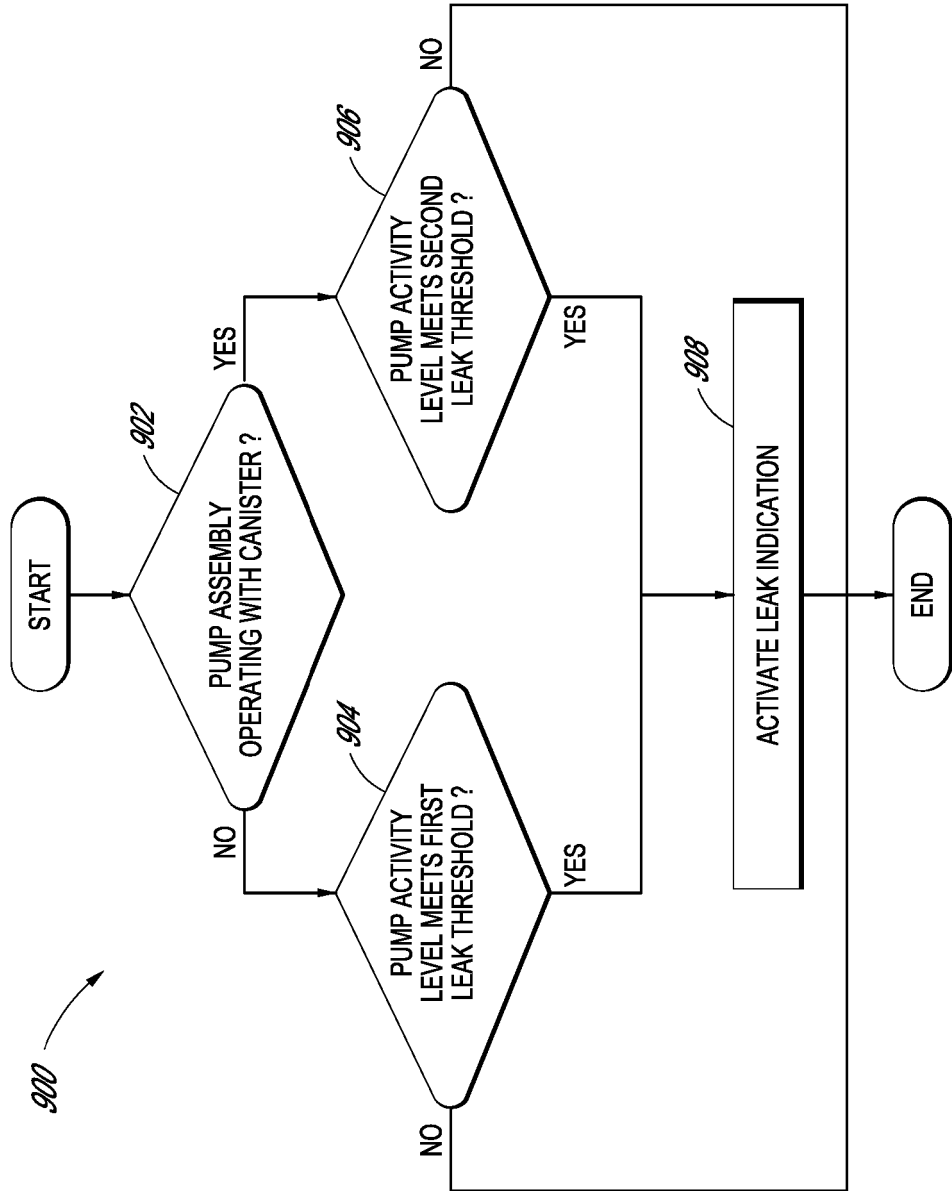 900
START
902
PUMP ASSEMBLY
OPERATING WITH CANISTER ?
NO
YES
904
PUMP ACTIVITY
LEVEL MEETS FIRST
LEAK THRESHOLD ?
906
PUMP ACTIVITY
LEVEL MEETS SECOND
LEAK THRESHOLD ?
NO
YES
YES
NO
908
ACTIVATE LEAK INDICATION
END